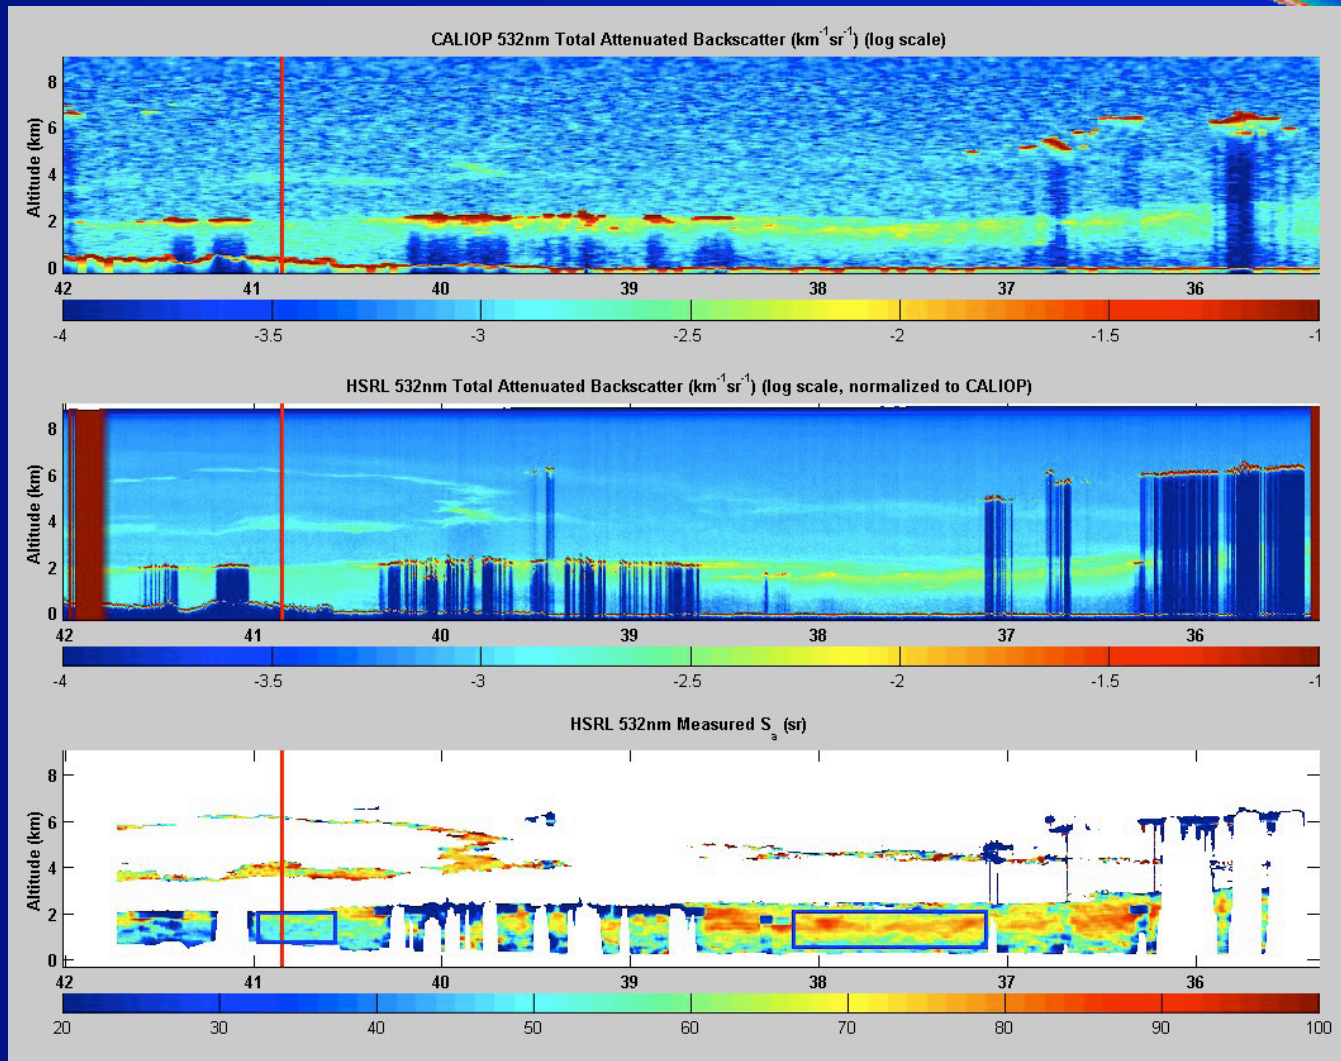 CALIOP 532nm Total Attenuated Backscatter (km⁻¹sr⁻¹) (log scale)
Altitude (km)
8
6
4
2
0
42 41 40 39 38 37 36
-4 -3.5 -3 -2.5 -2 -1.5 -1
HSRL 532nm Total Attenuated Backscatter (km⁻¹sr⁻¹) (log scale, normalized to CALIOP)
Altitude (km)
8
6
4
2
0
42 41 40 39 38 37 36
-4 -3.5 -3 -2.5 -2 -1.5 -1
HSRL 532nm Measured Sₐ (sr)
Altitude (km)
8
6
4
2
0
42 41 40 39 38 37 36
20 30 40 50 60 70 80 90 100